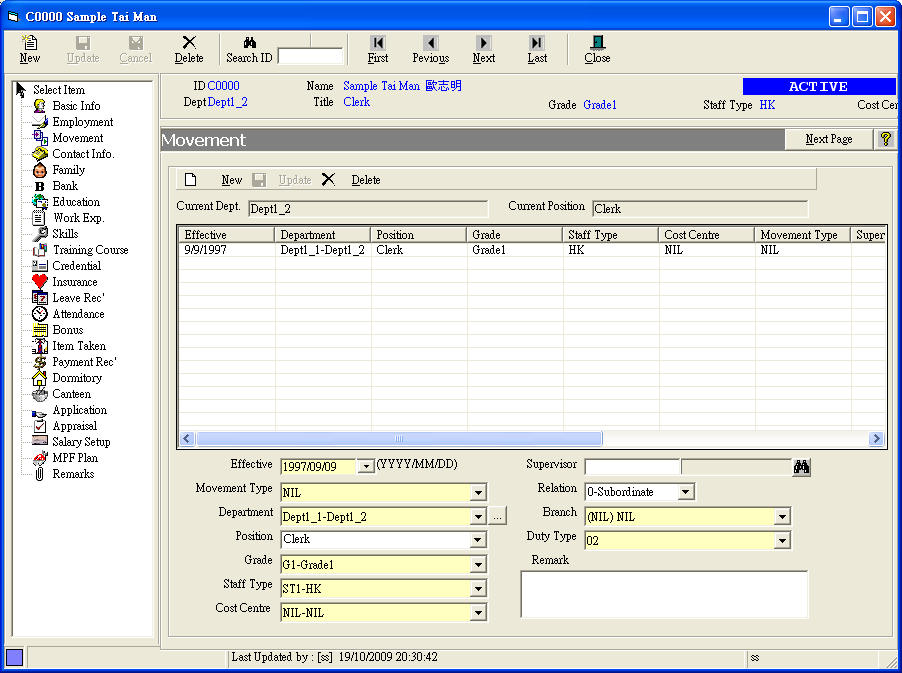 C0000 Sample Tai Man
New Update Cancel Delete Search ID First Pevious Next Last Close
Select Item
Basic Info
Employment
Movement
Contact Info.
Family
Bank
Education
Work Exp.
Skills
Training Course
Credential
Insurance
Leave Rec'
Attendance
Bonus
Item Taken
Payment Rec'
Dormitory
Canteen
Application
Appraisal
Salary Setup
MPF Plan
Remarks
ID C0000 Name Sample Tai Man 歐志明 ACTIVE
Dept Dept1_2 Title Clerk Grade Grade1 Staff Type HK Cost Cer
Movement Next Page ?
New Update Delete
Current Dept. Dept1_2 Current Position Clerk
Effective Department Position Grade Staff Type Cost Centre Movement Type Super
9/9/1997 Dept1_1-Dept1_2 Clerk Grade1 HK NIL NIL
Effective 1997/09/09 (YYYY/MM/DD) Supervisor
Movement Type NIL Relation 0-Subordinate
Department Dept1_1-Dept1_2 ... Branch (NIL) NIL
Position Clerk Duty Type 02
Grade G1-Grade1 Remark
Staff Type ST1-HK
Cost Centre NIL-NIL
Last Updated by : [ss] 19/10/2009 20:30:42 ss